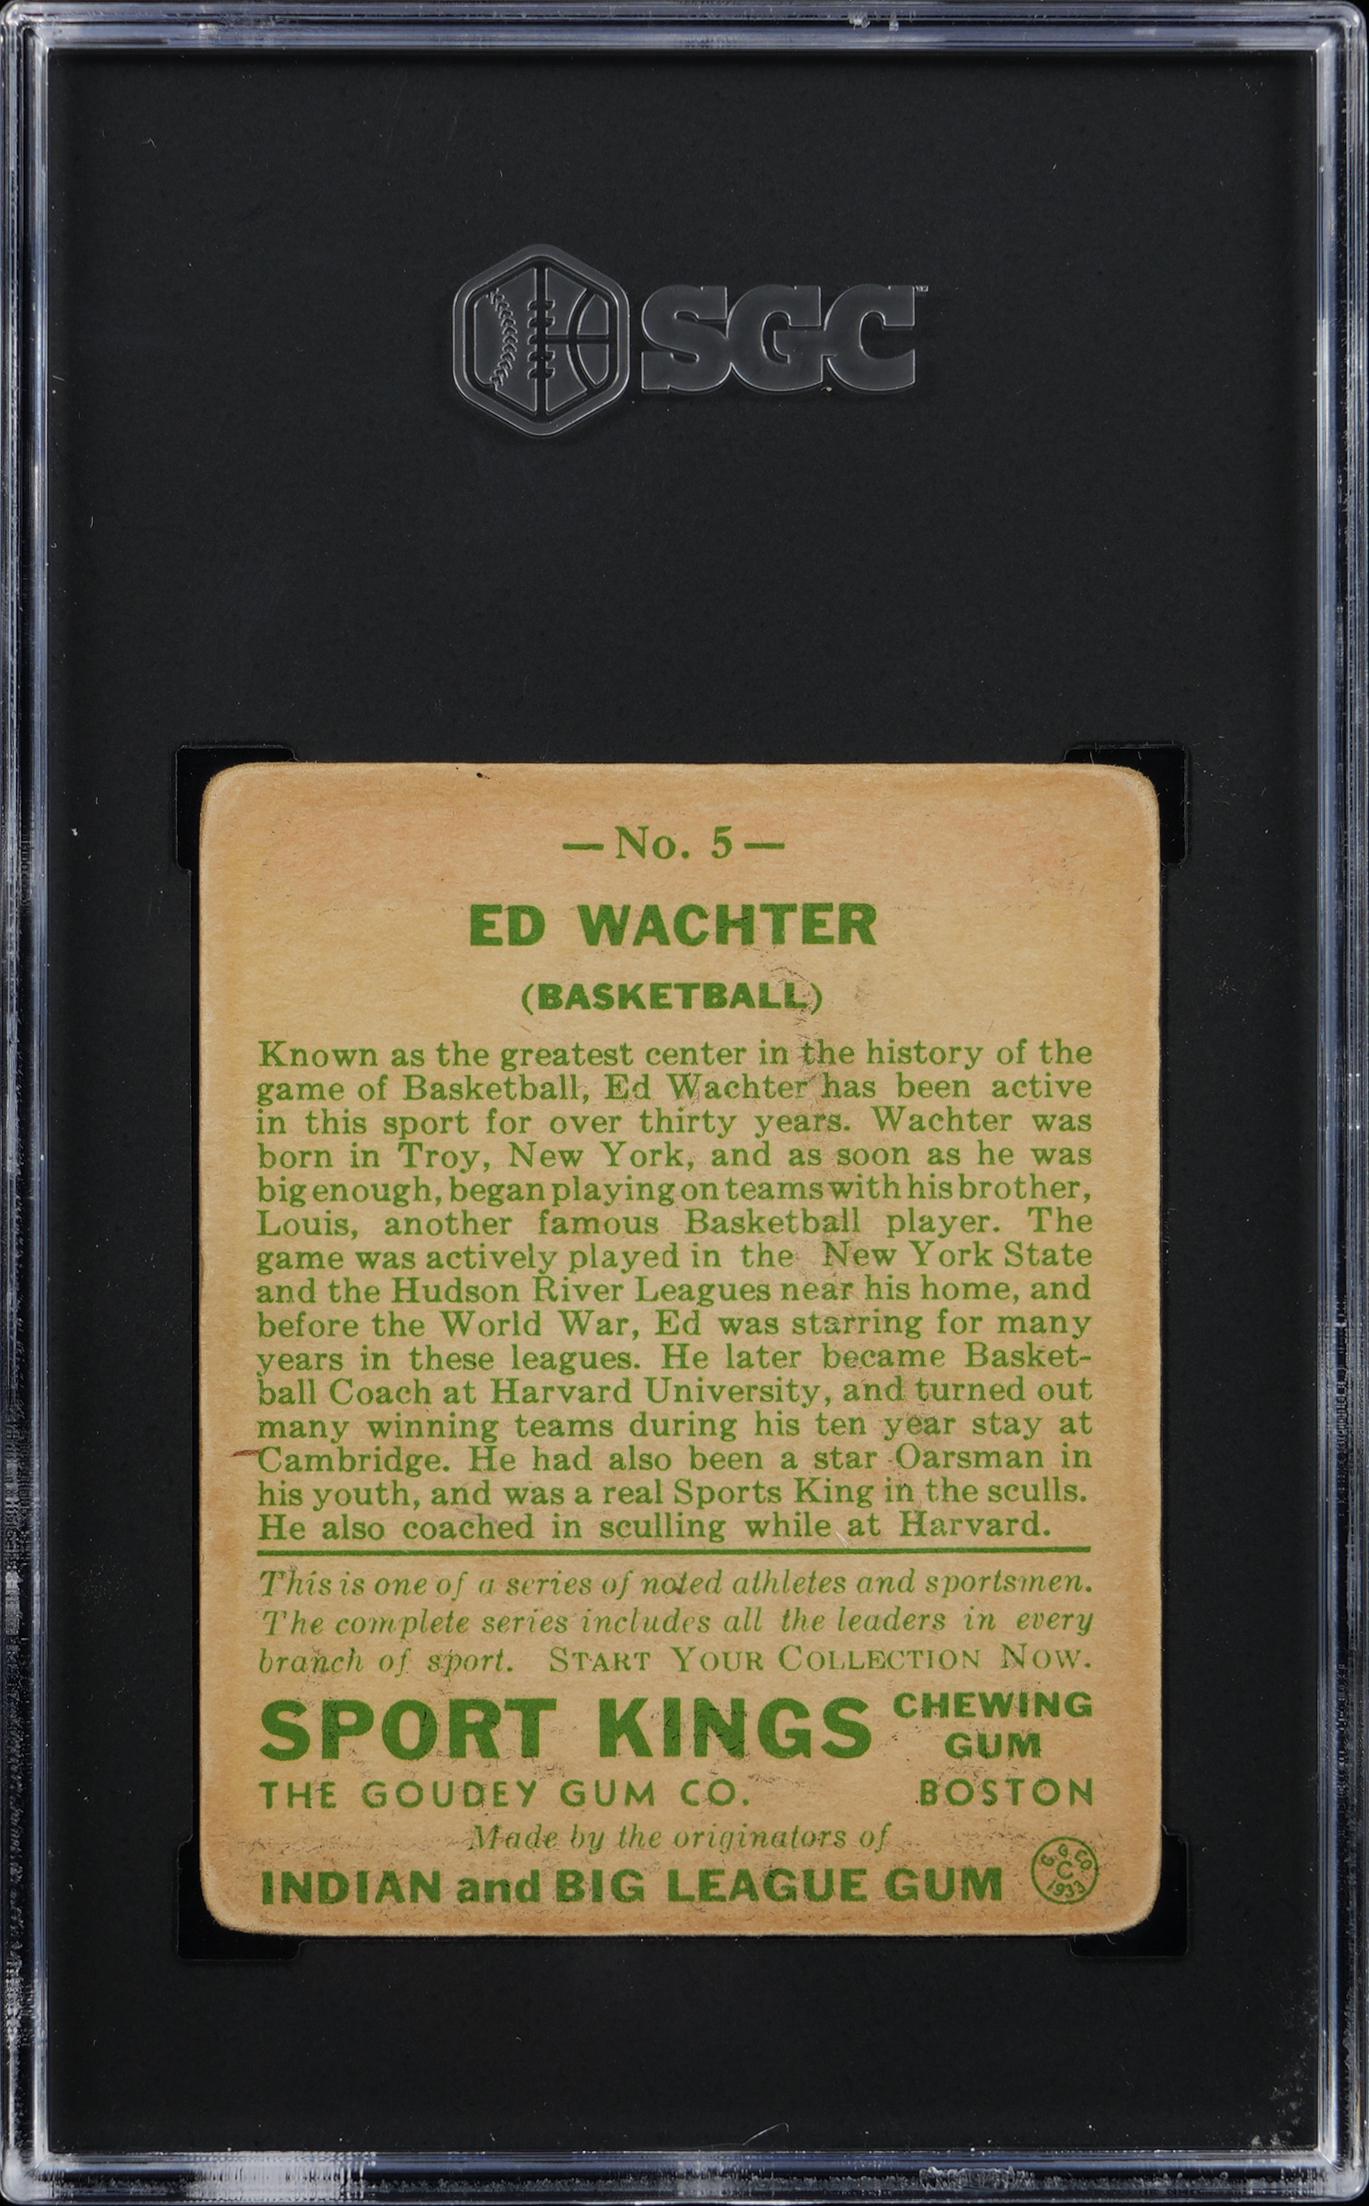 SGC™
—No. 5—
ED WACHTER
(BASKETBALL)
Known as the greatest center in the history of the
game of Basketball, Ed Wachter has been active
in this sport for over thirty years. Wachter was
born in Troy, New York, and as soon as he was
big enough, began playing on teams with his brother,
Louis, another famous Basketball player. The
game was actively played in the New York State
and the Hudson River Leagues near his home, and
before the World War, Ed was starring for many
years in these leagues. He later became Basket-
ball Coach at Harvard University, and turned out
many winning teams during his ten year stay at
Cambridge. He had also been a star Oarsman in
his youth, and was a real Sports King in the sculls.
He also coached in sculling while at Harvard.
This is one of a series of noted athletes and sportsmen.
The complete series includes all the leaders in every
branch of sport. START YOUR COLLECTION NOW.
SPORT KINGS CHEWING GUM
THE GOUDEY GUM CO. BOSTON
Made by the originators of
INDIAN and BIG LEAGUE GUM
G. G. CO.
C
1933